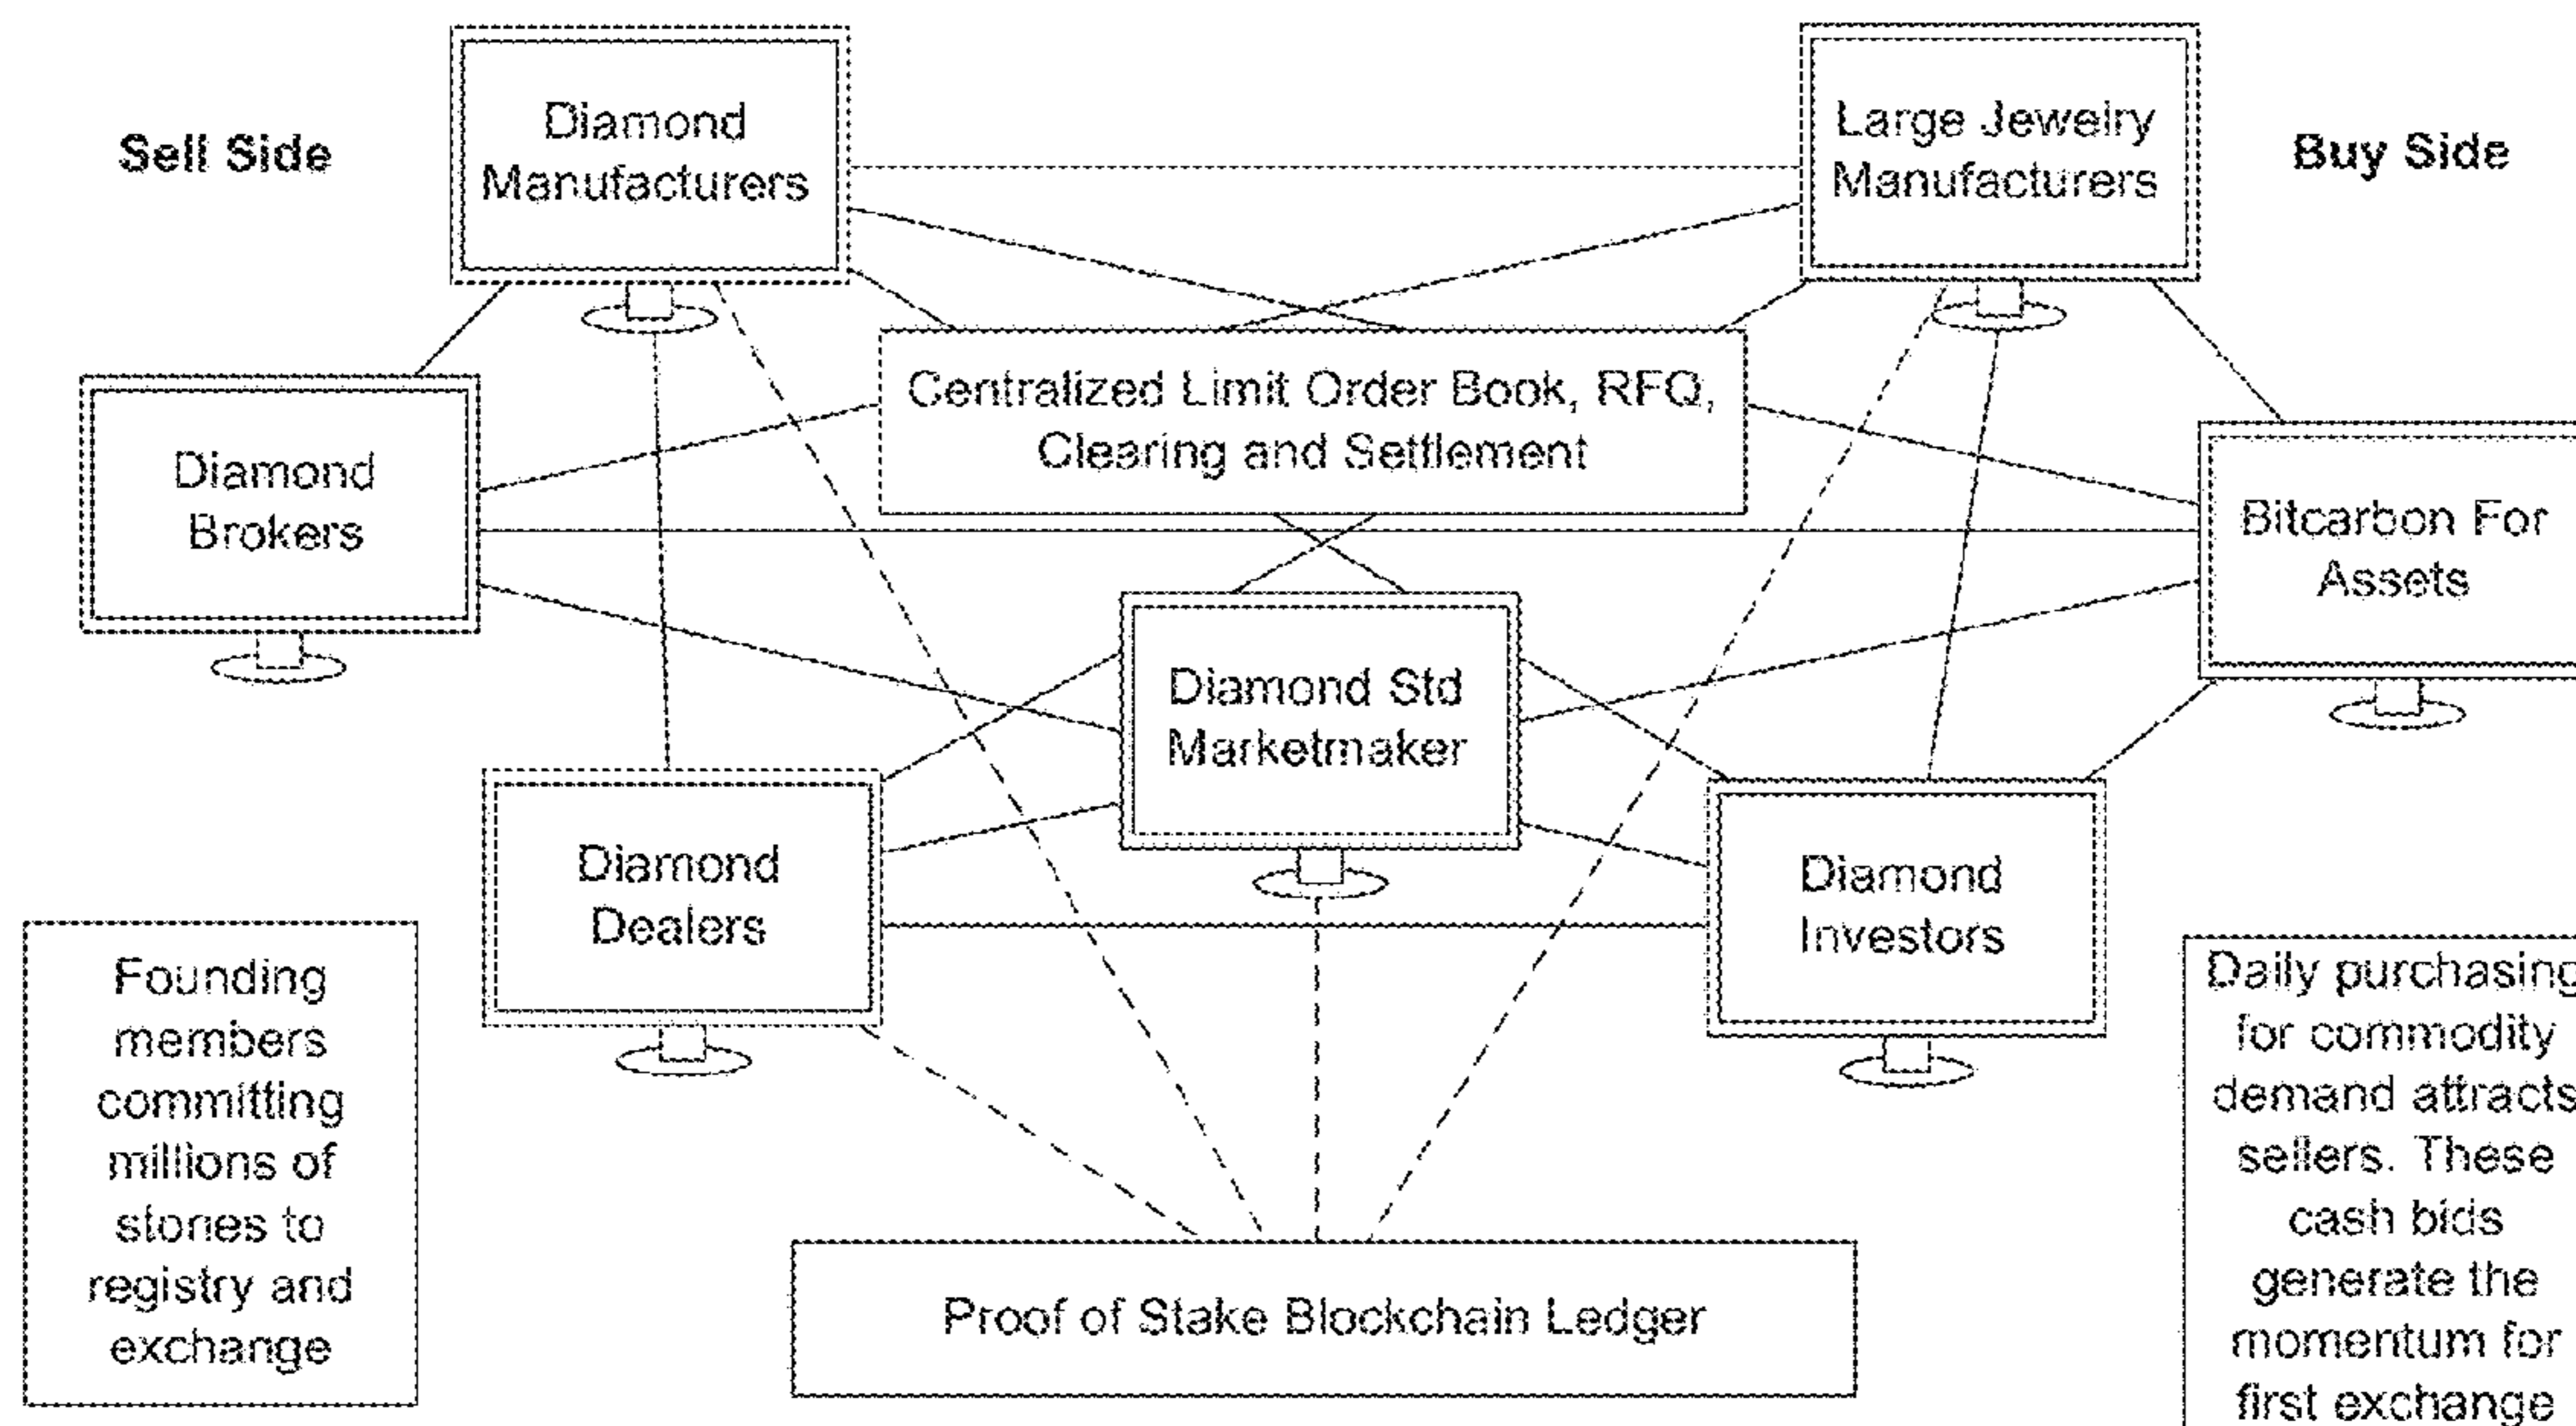 Sell Side
Diamond
Manufacturers
Large Jewelry
Manufacturers
Buy Side
Centralized Limit Order Book, RFQ,
Clearing and Settlement
Diamond
Brokers
Bitcarbon For
Assets
Diamond Std
Marketmaker
Diamond
Dealers
Diamond
Investors
Founding
members
committing
millions of
stones to
registry and
exchange
Daily purchasing
for commodity
demand attracts
sellers. These
cash bids
generate the
momentum for
first exchange
Proof of Stake Blockchain Ledger